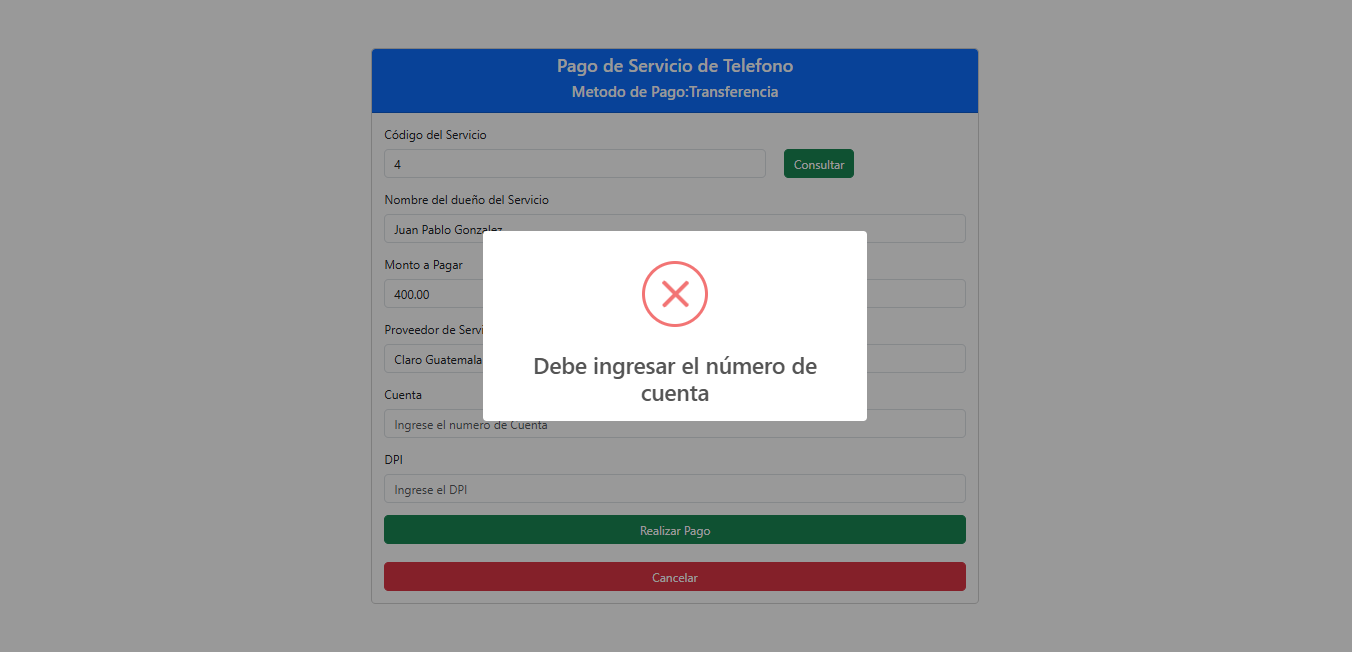 Pago de Servicio de Telefono
Metodo de Pago:Transferencia
Código del Servicio
4
Consultar
Nombre del dueño del Servicio
Juan Pablo Gonzalez
Monto a Pagar
400.00
Proveedor de Servi
Claro Guatemala
Debe ingresar el número de
cuenta
Cuenta
Ingrese el numero de Cuenta
DPI
Ingrese el DPI
Realizar Pago
Cancelar